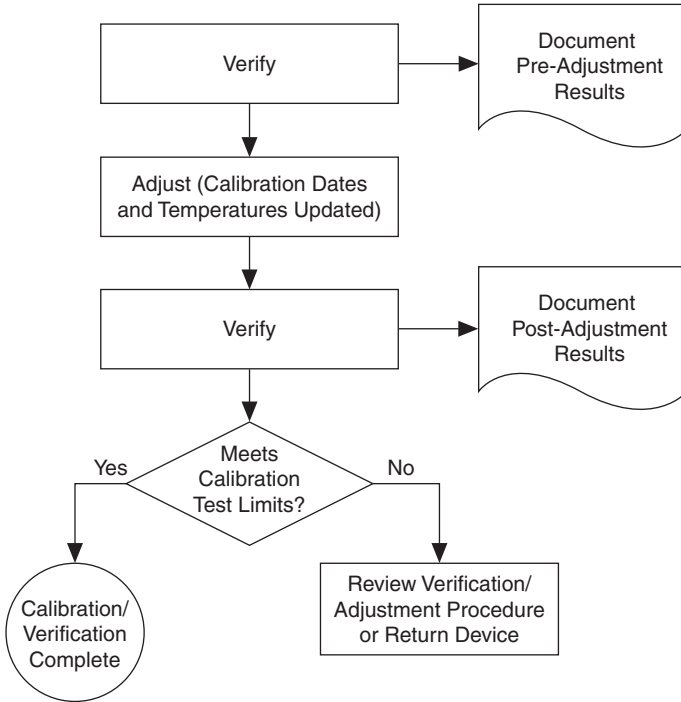 Verify
Document
Pre-Adjustment
Results
Adjust (Calibration Dates
and Temperatures Updated)
Verify
Document
Post-Adjustment
Results
Meets
Calibration
Test Limits?
Yes
No
Calibration/
Verification
Complete
Review Verification/
Adjustment Procedure
or Return Device